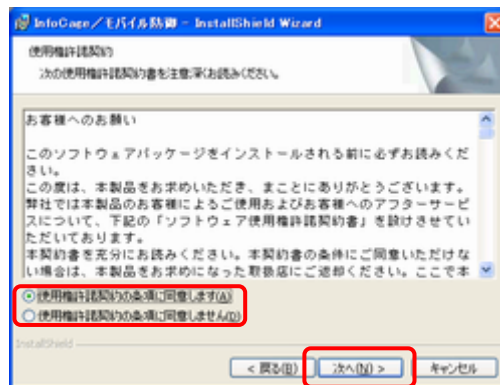 InfoCage／モバイル防御 - InstallShield Wizard
使用権許諾契約
次の使用権許諾契約書を注意深くお読みください。
お客様へのお願い
このソフトウェアパッケージをインストールされる前に必ずお読みくだ
さい。
この度は、本製品をお求めいただき、まことにありがとうございます。
弊社では本製品のお客様によるご使用およびお客様へのアフターサービ
スについて、下記の「ソフトウェア使用権許諾契約書」を設けさせてい
ただいております。
本契約書を充分にお読みください。本契約書の条件にご同意いただけな
い場合は、本製品をお求めになった取扱店にご返却ください。ここで本
使用権許諾契約の条項に同意します(A)
使用権許諾契約の条項に同意しません(D)
InstallShield
< 戻る(B)
次へ(N) >
キャンセル